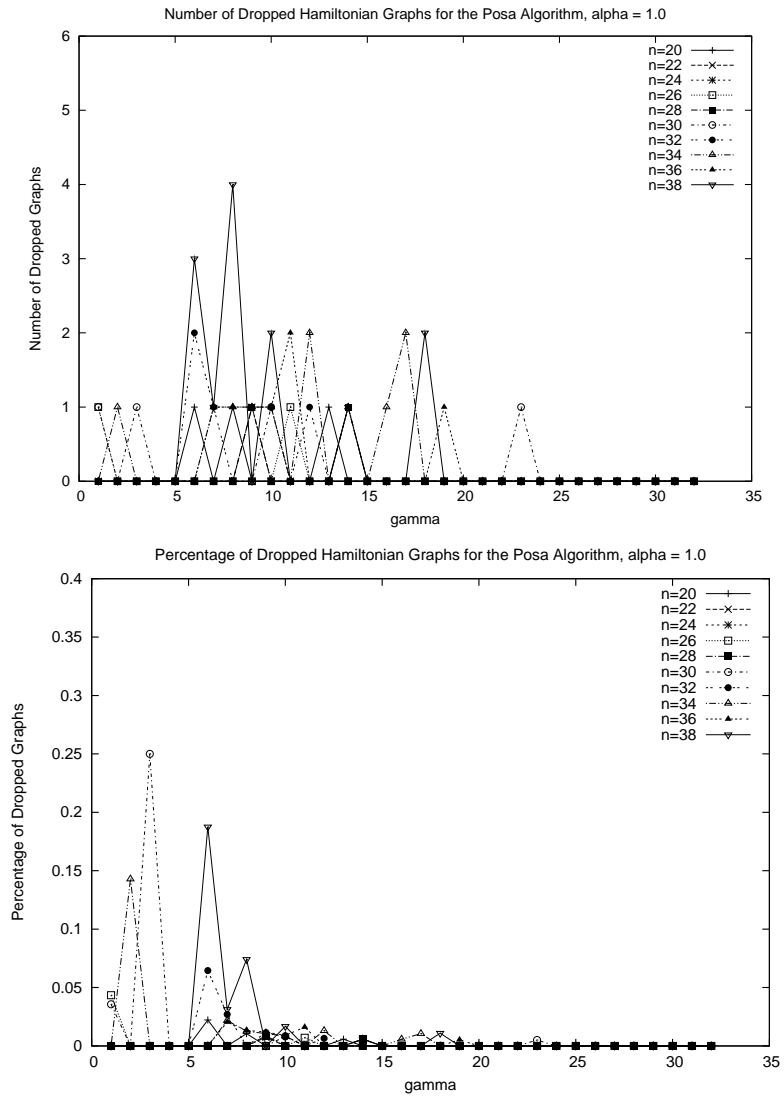 Number of Dropped Hamiltonian Graphs for the Posa Algorithm, alpha = 1.0
Number of Dropped Graphs
6
5
4
3
2
1
0
0 5 10 15 20 25 30 35
gamma
n=20
n=22
n=24
n=26
n=28
n=30
n=32
n=34
n=36
n=38
Percentage of Dropped Hamiltonian Graphs for the Posa Algorithm, alpha = 1.0
Percentage of Dropped Graphs
0.4
0.35
0.3
0.25
0.2
0.15
0.1
0.05
0
0 5 10 15 20 25 30 35
gamma
n=20
n=22
n=24
n=26
n=28
n=30
n=32
n=34
n=36
n=38